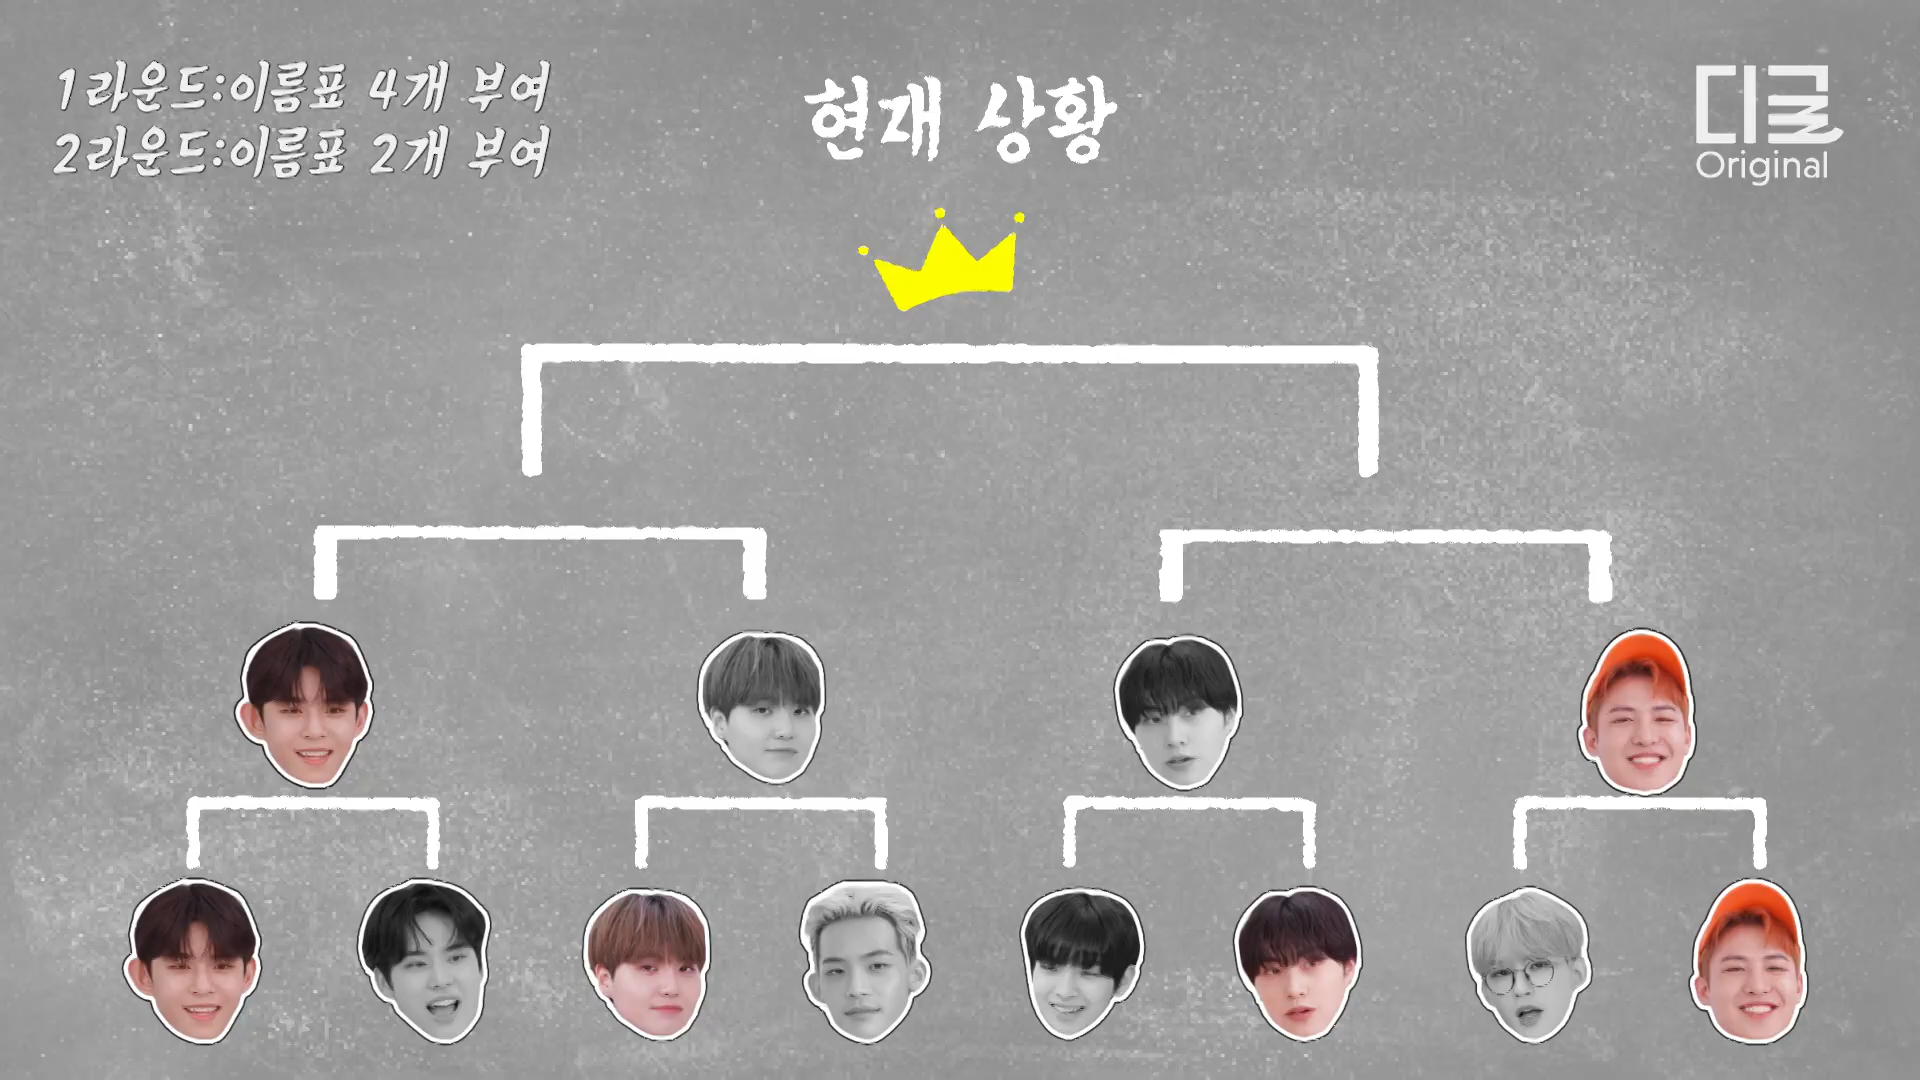 1라운드:이름표 4개 부여
2라운드:이름표 2개 부여
현재 상황
디글
Original